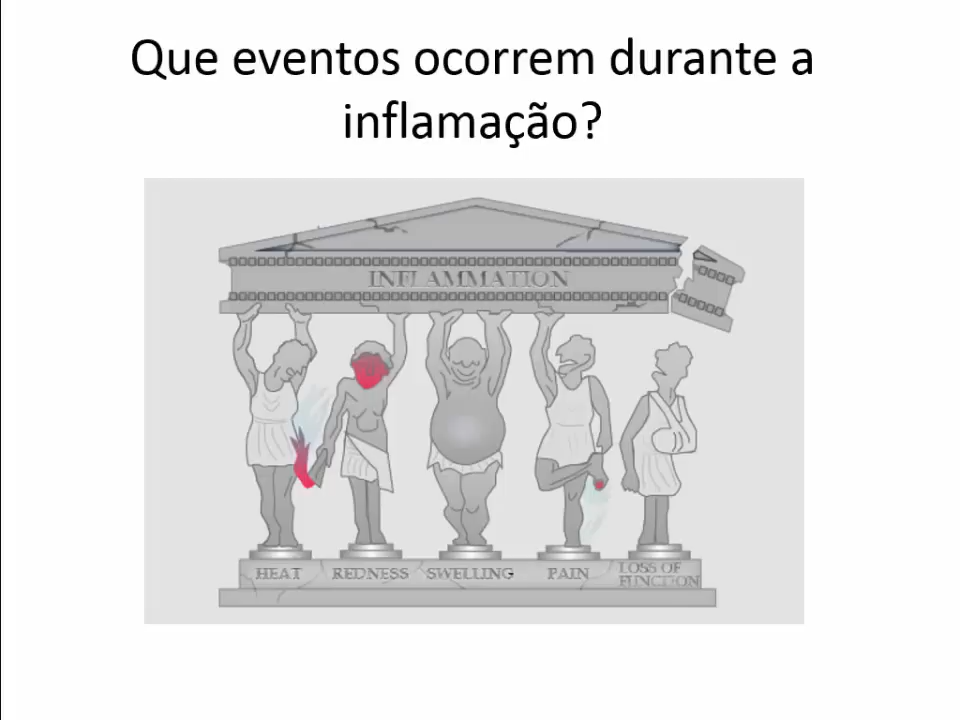 Que eventos ocorrem durante a
inflamação?
INFLAMMATION
HEAT REDNESS SWELLING PAIN LOSS OF
FUNCTION